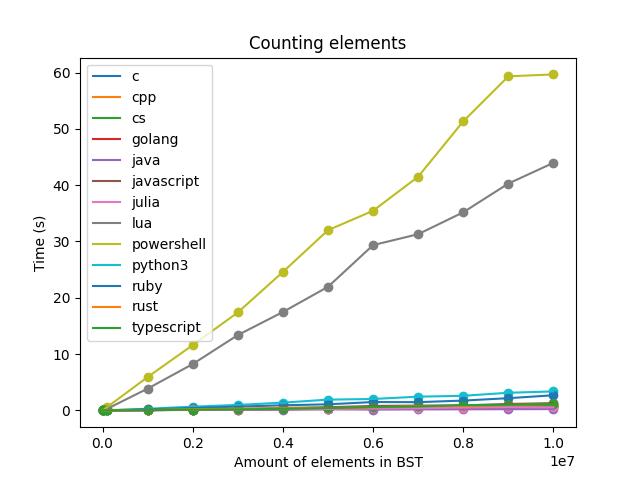 Counting elements
Time (s)
60
50
40
30
20
10
0
c
cpp
cs
golang
java
javascript
julia
lua
powershell
python3
ruby
rust
typescript
0.0 0.2 0.4 0.6 0.8 1.0
1e7
Amount of elements in BST